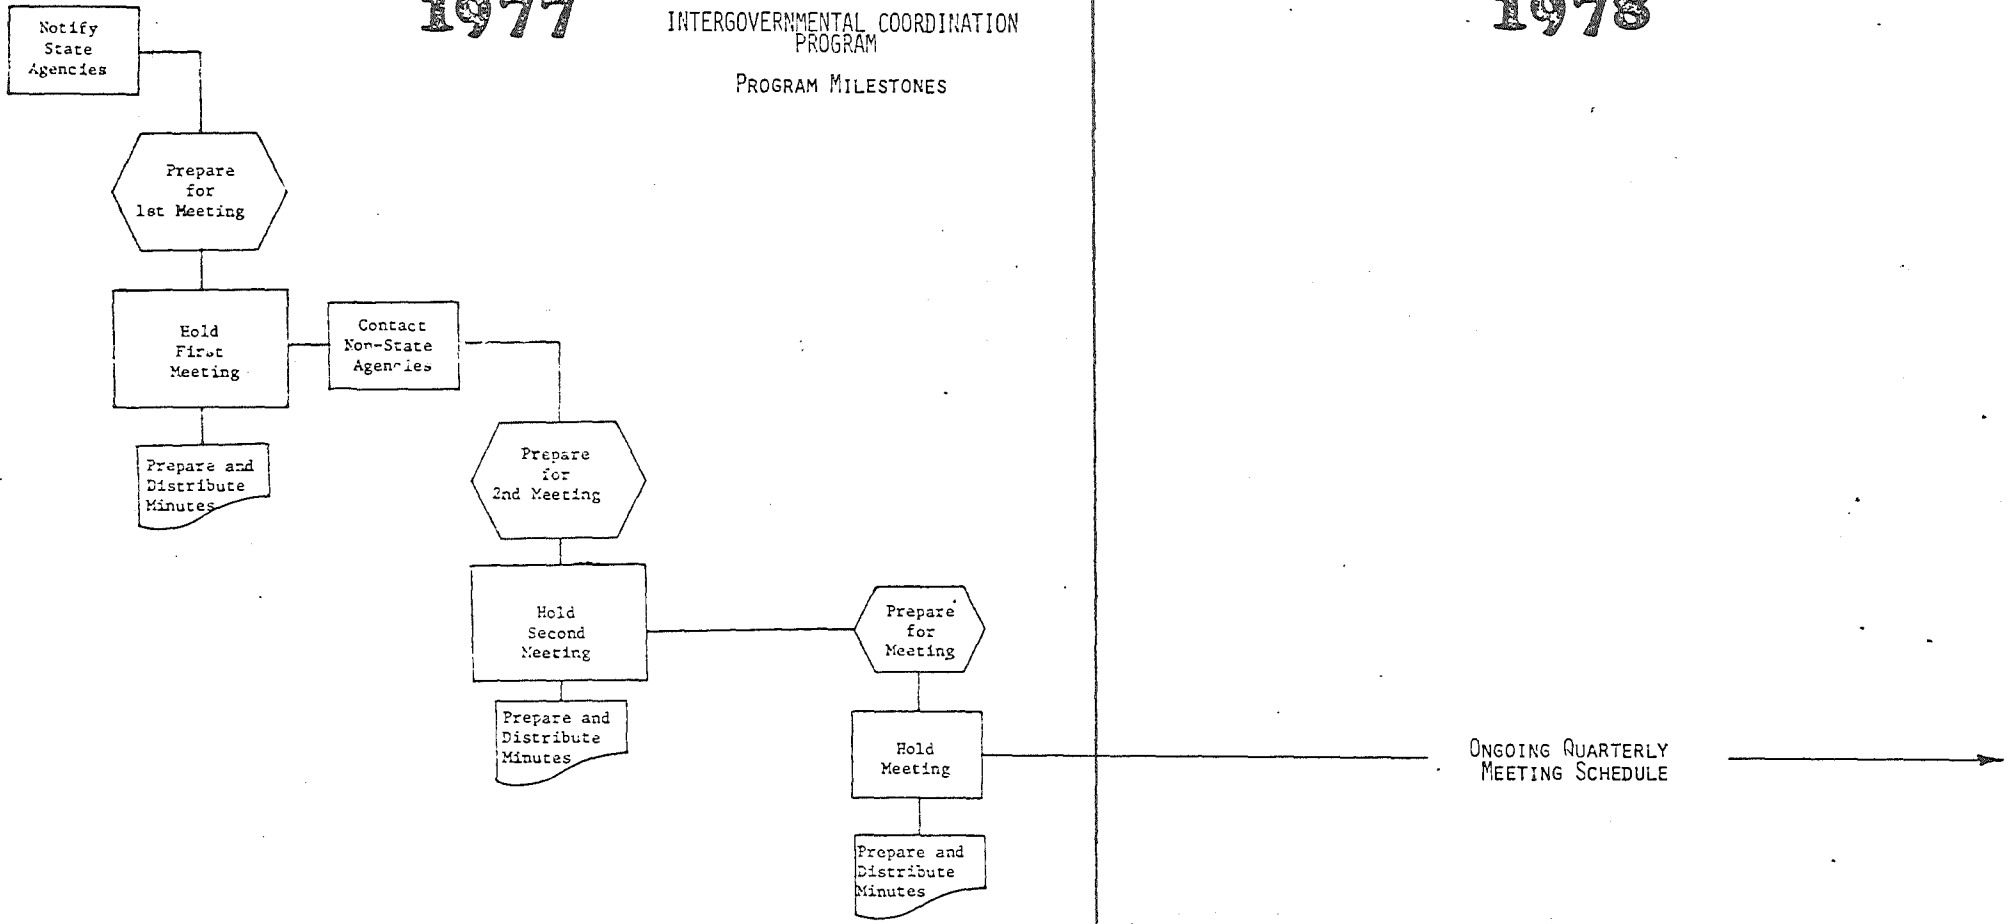 1977
INTERGOVERNMENTAL COORDINATION
PROGRAM
PROGRAM MILESTONES
1978
Notify
State
Agencies
Prepare
for
1st Meeting
Hold
First
Meeting
Contact
Non-State
Agencies
Prepare and
Distribute
Minutes
Prepare
for
2nd Meeting
Hold
Second
Meeting
Prepare and
Distribute
Minutes
Prepare
for
Meeting
Hold
Meeting
Prepare and
Distribute
Minutes
ONGOING QUARTERLY
MEETING SCHEDULE